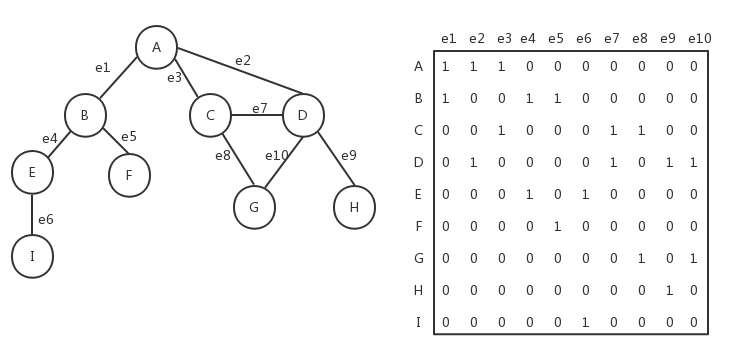 A
e1
e3
e2
B
C
e7
D
e4
e5
e8
e10
e9
E
F
G
H
e6
I
e1 e2 e3 e4 e5 e6 e7 e8 e9 e10
A 1 1 1 0 0 0 0 0 0 0
B 1 0 0 1 1 0 0 0 0 0
C 0 0 1 0 0 0 1 1 0 0
D 0 1 0 0 0 0 1 0 1 1
E 0 0 0 1 0 1 0 0 0 0
F 0 0 0 0 1 0 0 0 0 0
G 0 0 0 0 0 0 0 1 0 1
H 0 0 0 0 0 0 0 0 1 0
I 0 0 0 0 0 1 0 0 0 0